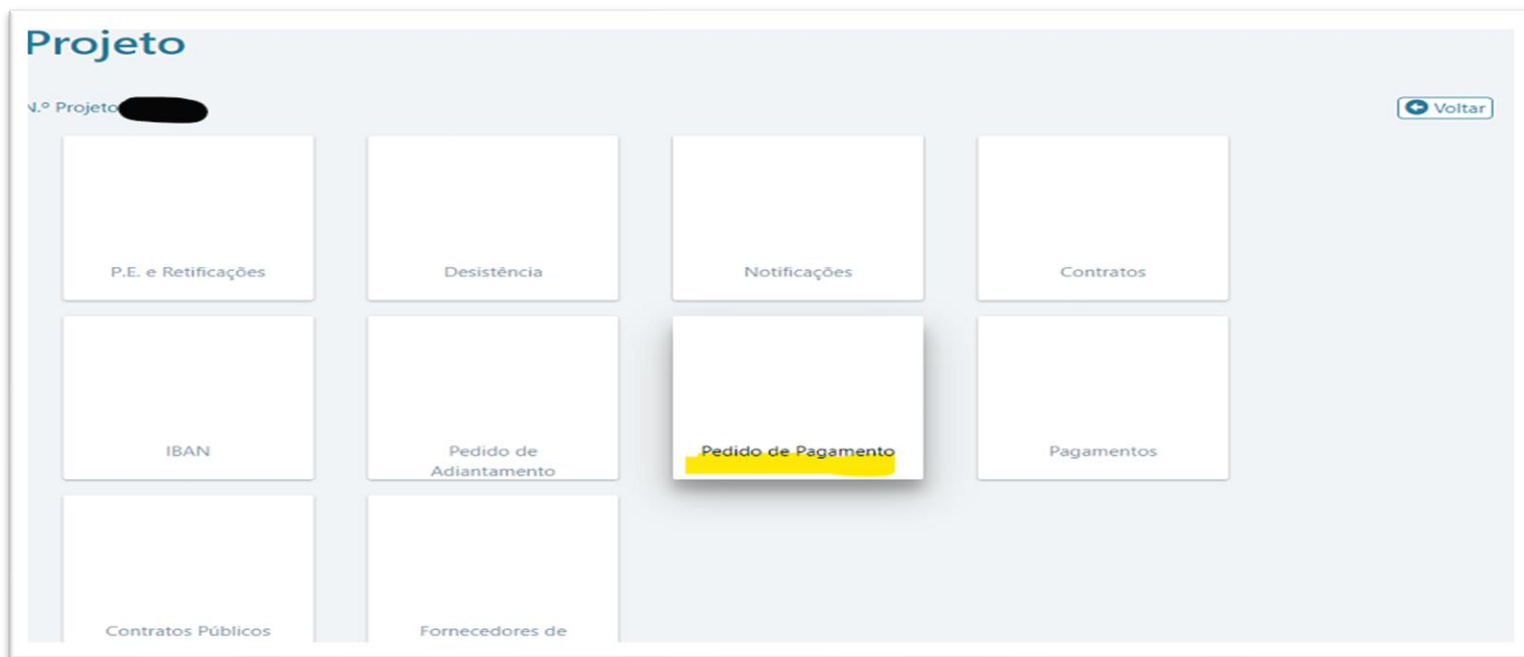 Projeto
N.º Projeto
Voltar
P.E. e Retificações
Desistência
Notificações
Contratos
IBAN
Pedido de
Adiantamento
Pedido de Pagamento
Pagamentos
Contratos Públicos
Fornecedores de